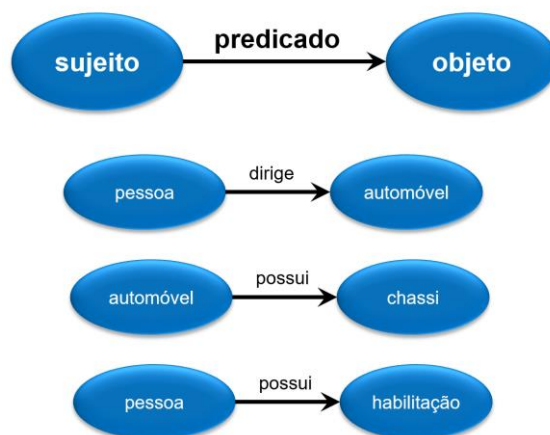 predicado
sujeito objeto
dirige
pessoa automóvel
possui
automóvel chassi
possui
pessoa habilitação